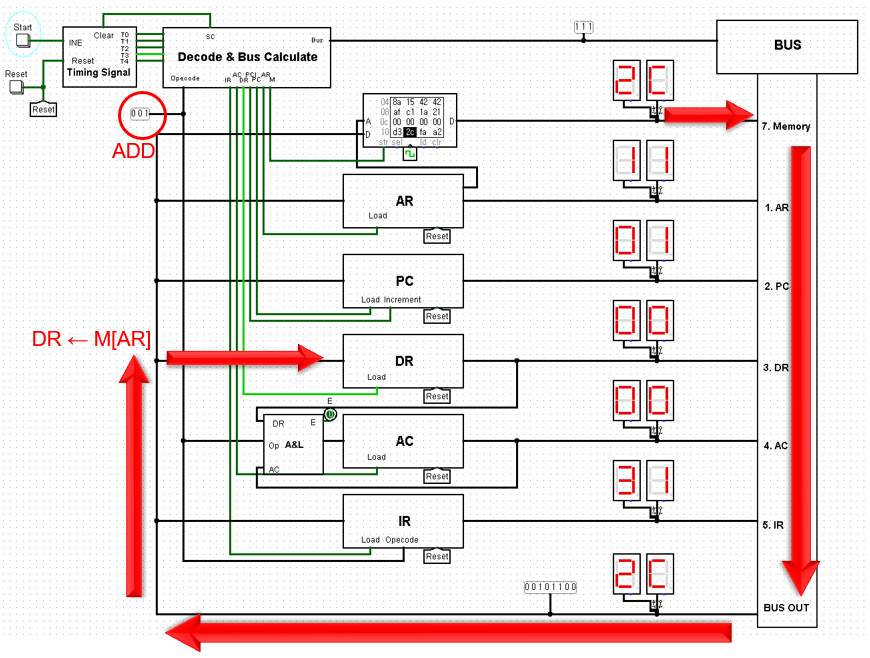 Start
INE
Clear
T0
T1
T2
T3
T4
Reset
Timing Signal
Reset
Reset
SC
Bus
Decode & Bus Calculate
Opecode
IR
AC
DR
PCI
PC
AR
M
111
BUS
001
ADD
04 8a 15 42 42
08 af c1 1a 21
0c 00 00 00 00
10 d3 2c fa a2
A
D
D
str sel ld clr
2C
7. Memory
11
AR
Load
Reset
1. AR
01
PC
Load Increment
Reset
2. PC
DR ← M[AR]
00
DR
Load
Reset
3. DR
E
00
DR
E
Op
A&L
AC
AC
Load
Reset
4. AC
31
IR
Load Opecode
Reset
5. IR
2C
00101100
BUS OUT